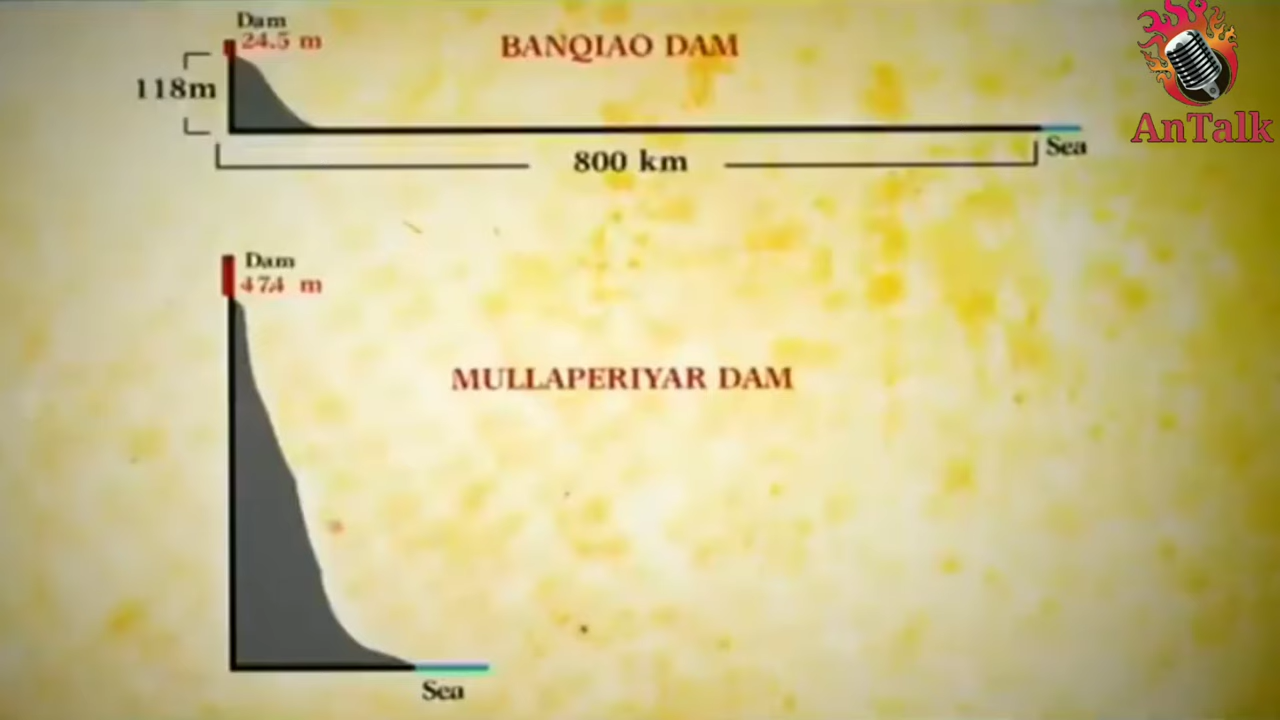 Dam
24.5 m
BANQIAO DAM
118m
AnTalk
Sea
800 km
Dam
47.4 m
MULLAPERIYAR DAM
Sea